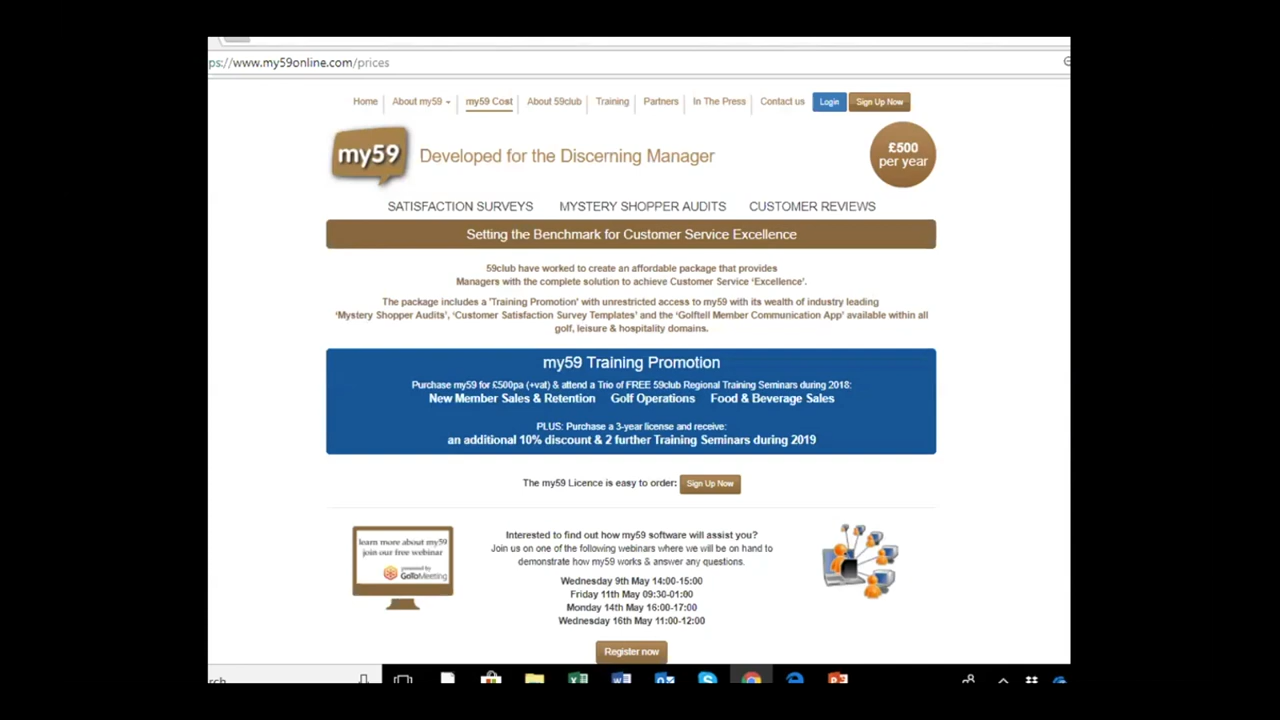 ps://www.my59online.com/prices
Home About my59 my59 Cost About 59club Training Partners In The Press Contact us Login Sign Up Now
my59 Developed for the Discerning Manager
£500
per year
SATISFACTION SURVEYS MYSTERY SHOPPER AUDITS CUSTOMER REVIEWS
Setting the Benchmark for Customer Service Excellence
59club have worked to create an affordable package that provides
Managers with the complete solution to achieve Customer Service 'Excellence'.
The package includes a 'Training Promotion" with unrestricted access to my59 with its wealth of industry leading
'Mystery Shopper Audits', 'Customer Satisfaction Survey Templates' and the 'Golftell Member Communication App' available within all
golf, leisure & hospitality domains.
my59 Training Promotion
Purchase my59 for £500pa (+vat) & attend a Trio of FREE 59club Regional Training Seminars during 2018:
New Member Sales & Retention Golf Operations Food & Beverage Sales
PLUS: Purchase a 3-year license and receive:
an additional 10% discount & 2 further Training Seminars during 2019
The my59 Licence is easy to order: Sign Up Now
learn more about my59
join our free webinar
powered by
GoToMeeting
Interested to find out how my59 software will assist you?
Join us on one of the following webinars where we will be on hand to
demonstrate how my59 works & answer any questions.
Wednesday 9th May 14:00-15:00
Friday 11th May 09:30-01:00
Monday 14th May 16:00-17:00
Wednesday 16th May 11:00-12:00
Register now
rch